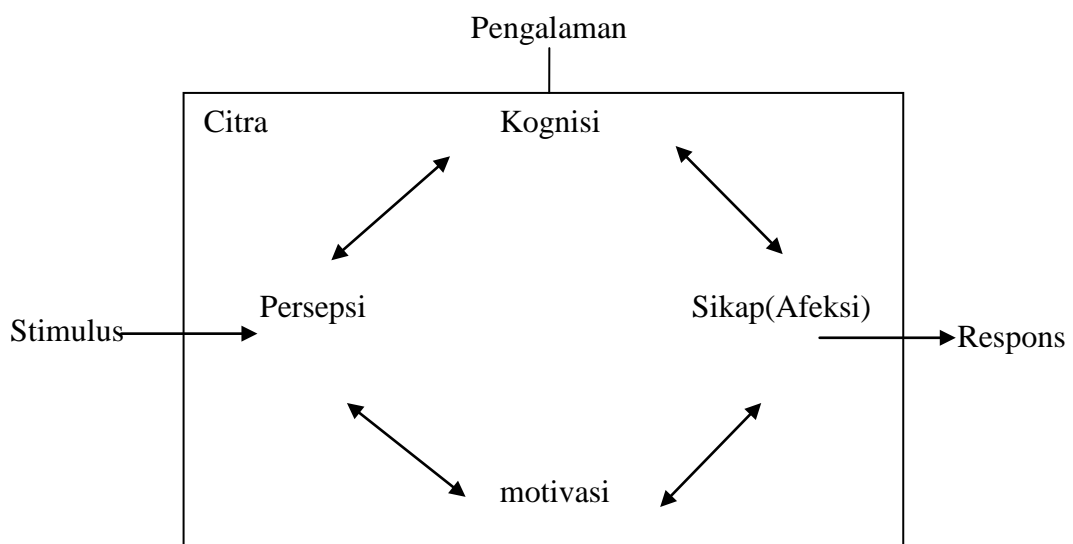 Pengalaman
Citra
Kognisi
Persepsi
Sikap(Afeksi)
Stimulus
Respons
motivasi